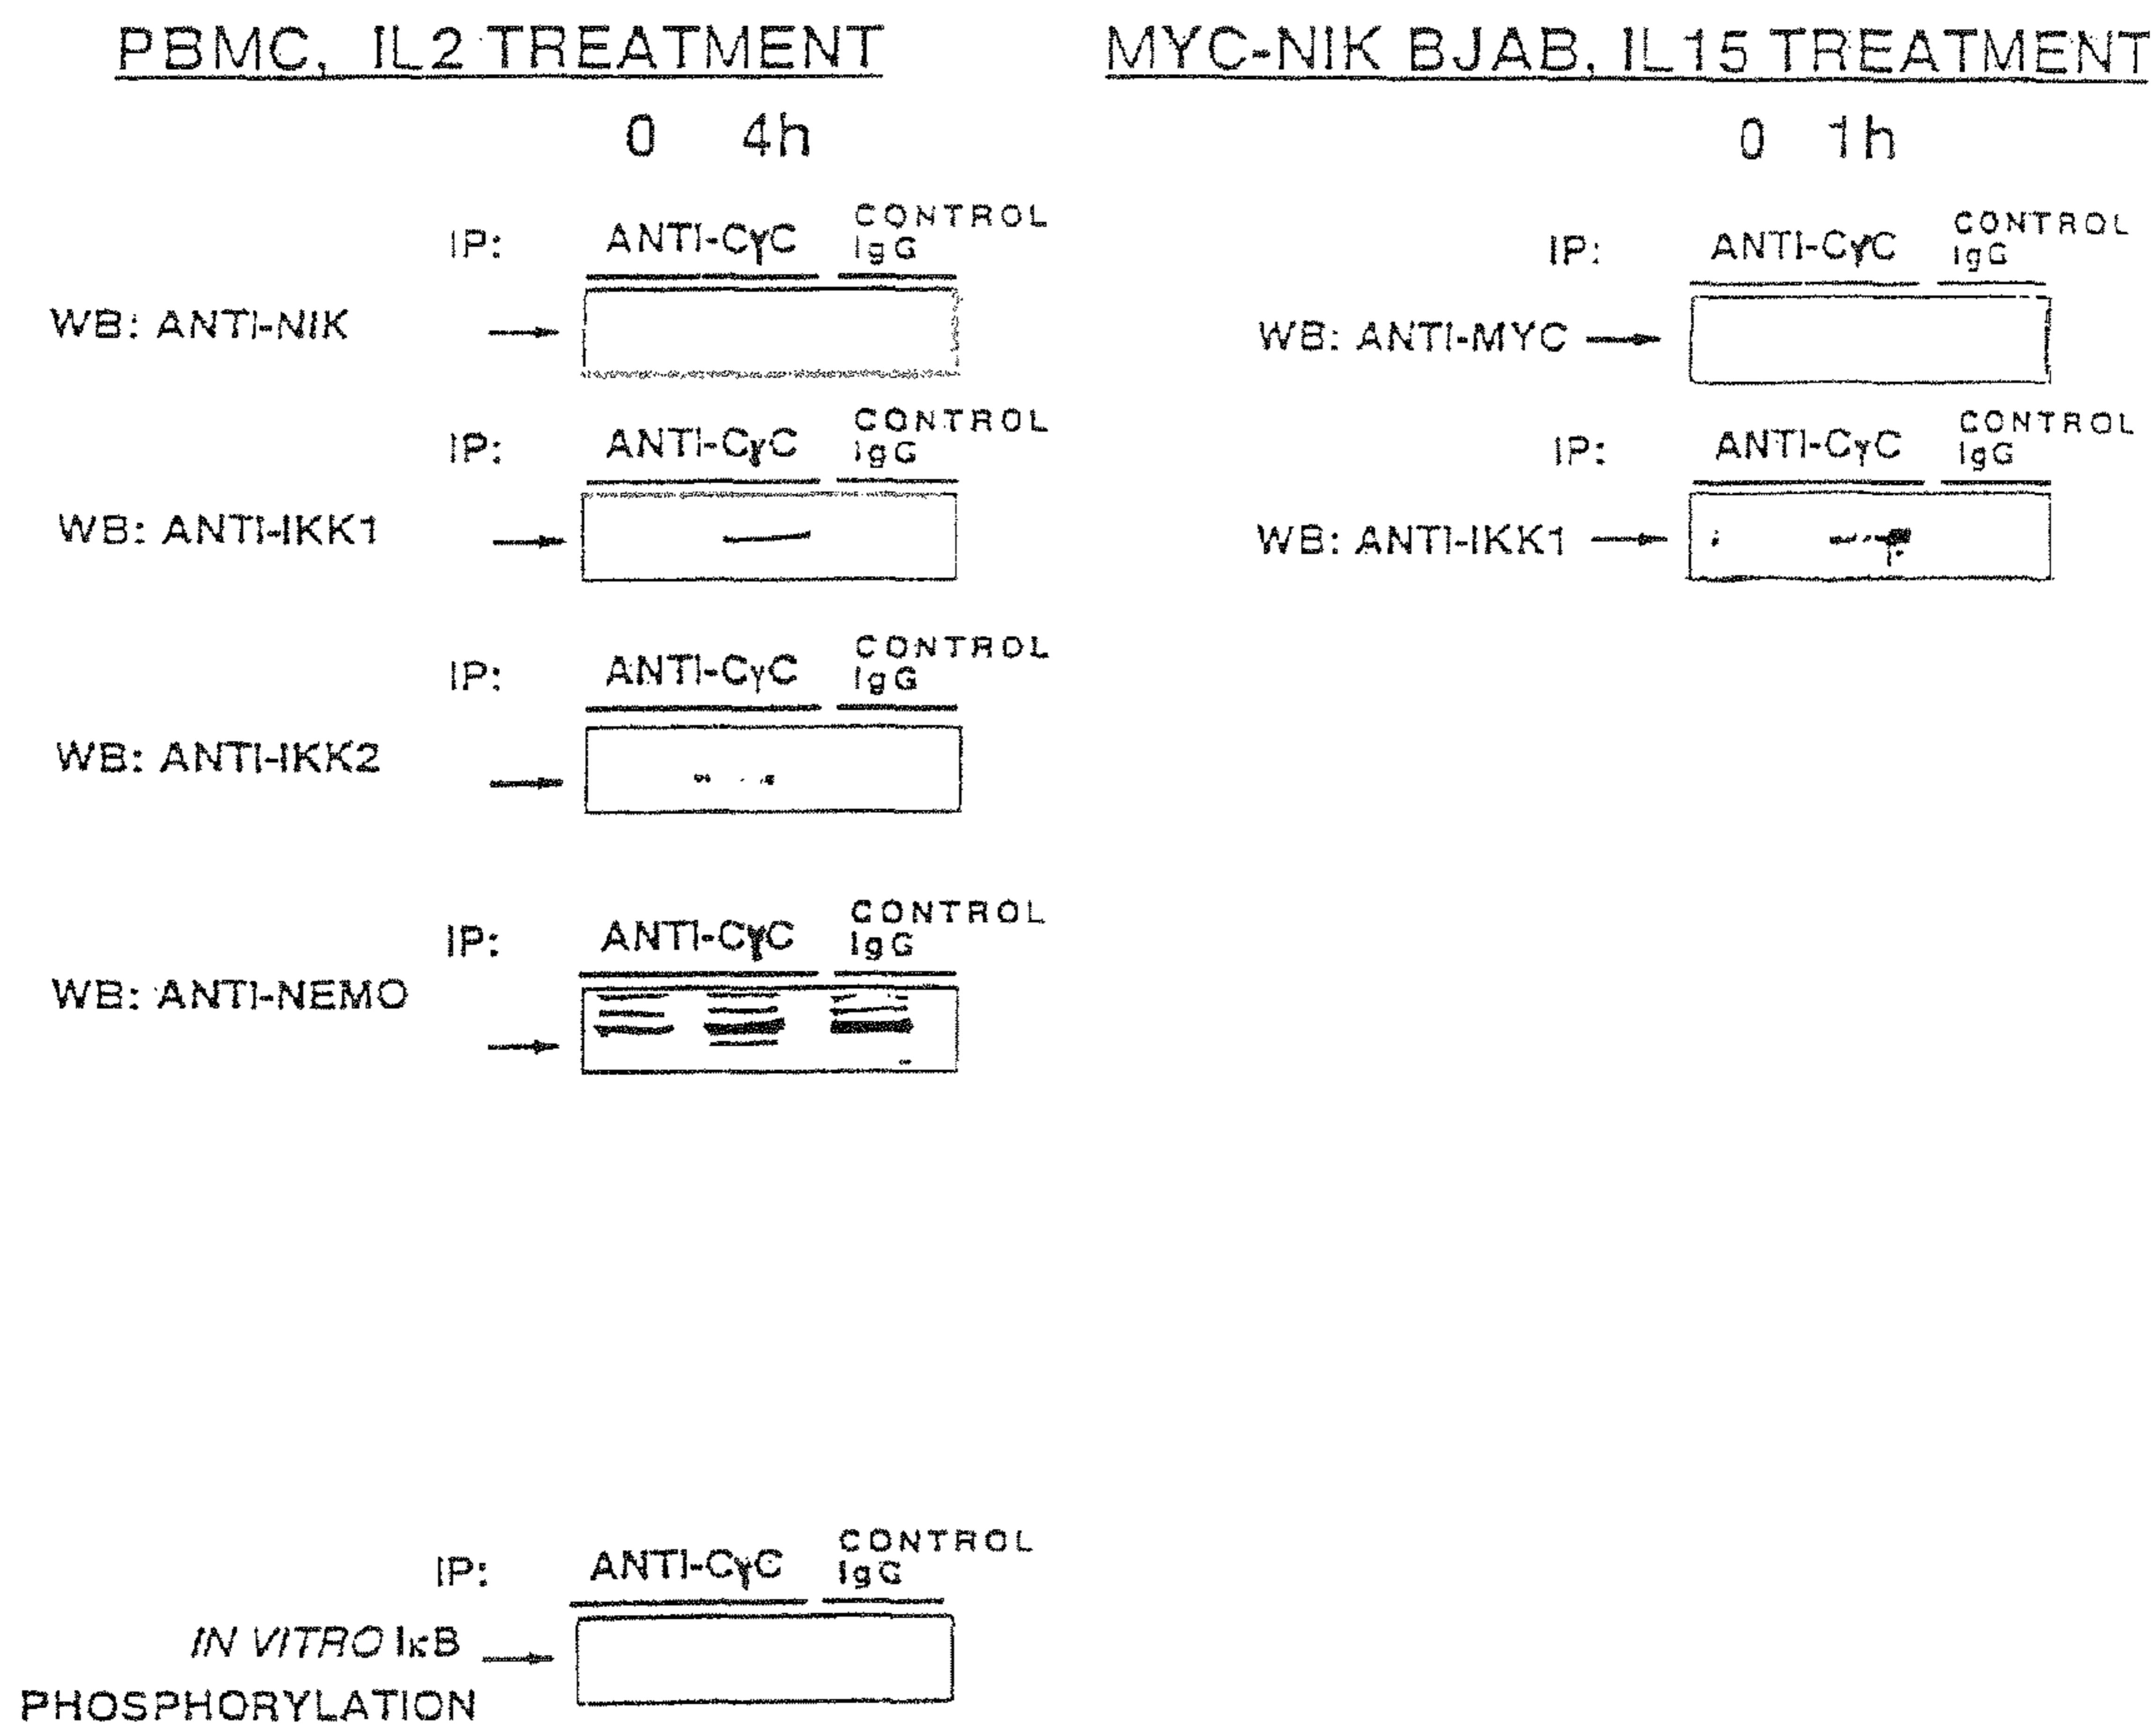 PBMC, IL2 TREATMENT
0 4h
IP: ANTI-CγC CONTROL IgG
WB: ANTI-NIK
IP: ANTI-CγC CONTROL IgG
WB: ANTI-IKK1
IP: ANTI-CγC CONTROL IgG
WB: ANTI-IKK2
IP: ANTI-CγC CONTROL IgG
WB: ANTI-NEMO
IP: ANTI-CγC CONTROL IgG
IN VITRO IκB
PHOSPHORYLATION
MYC-NIK BJAB, IL15 TREATMENT
0 1h
IP: ANTI-CγC CONTROL IgG
WB: ANTI-MYC
IP: ANTI-CγC CONTROL IgG
WB: ANTI-IKK1